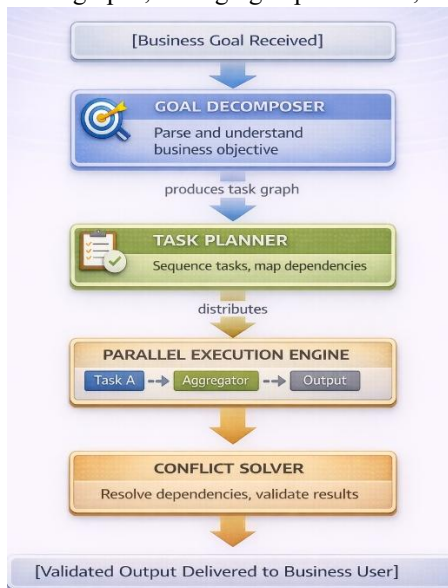 [Business Goal Received]
GOAL DECOMPOSER
Parse and understand
business objective
produces task graph
TASK PLANNER
Sequence tasks, map dependencies
distributes
PARALLEL EXECUTION ENGINE
Task A Aggregator Output
CONFLICT SOLVER
Resolve dependencies, validate results
[Validated Output Delivered to Business User]